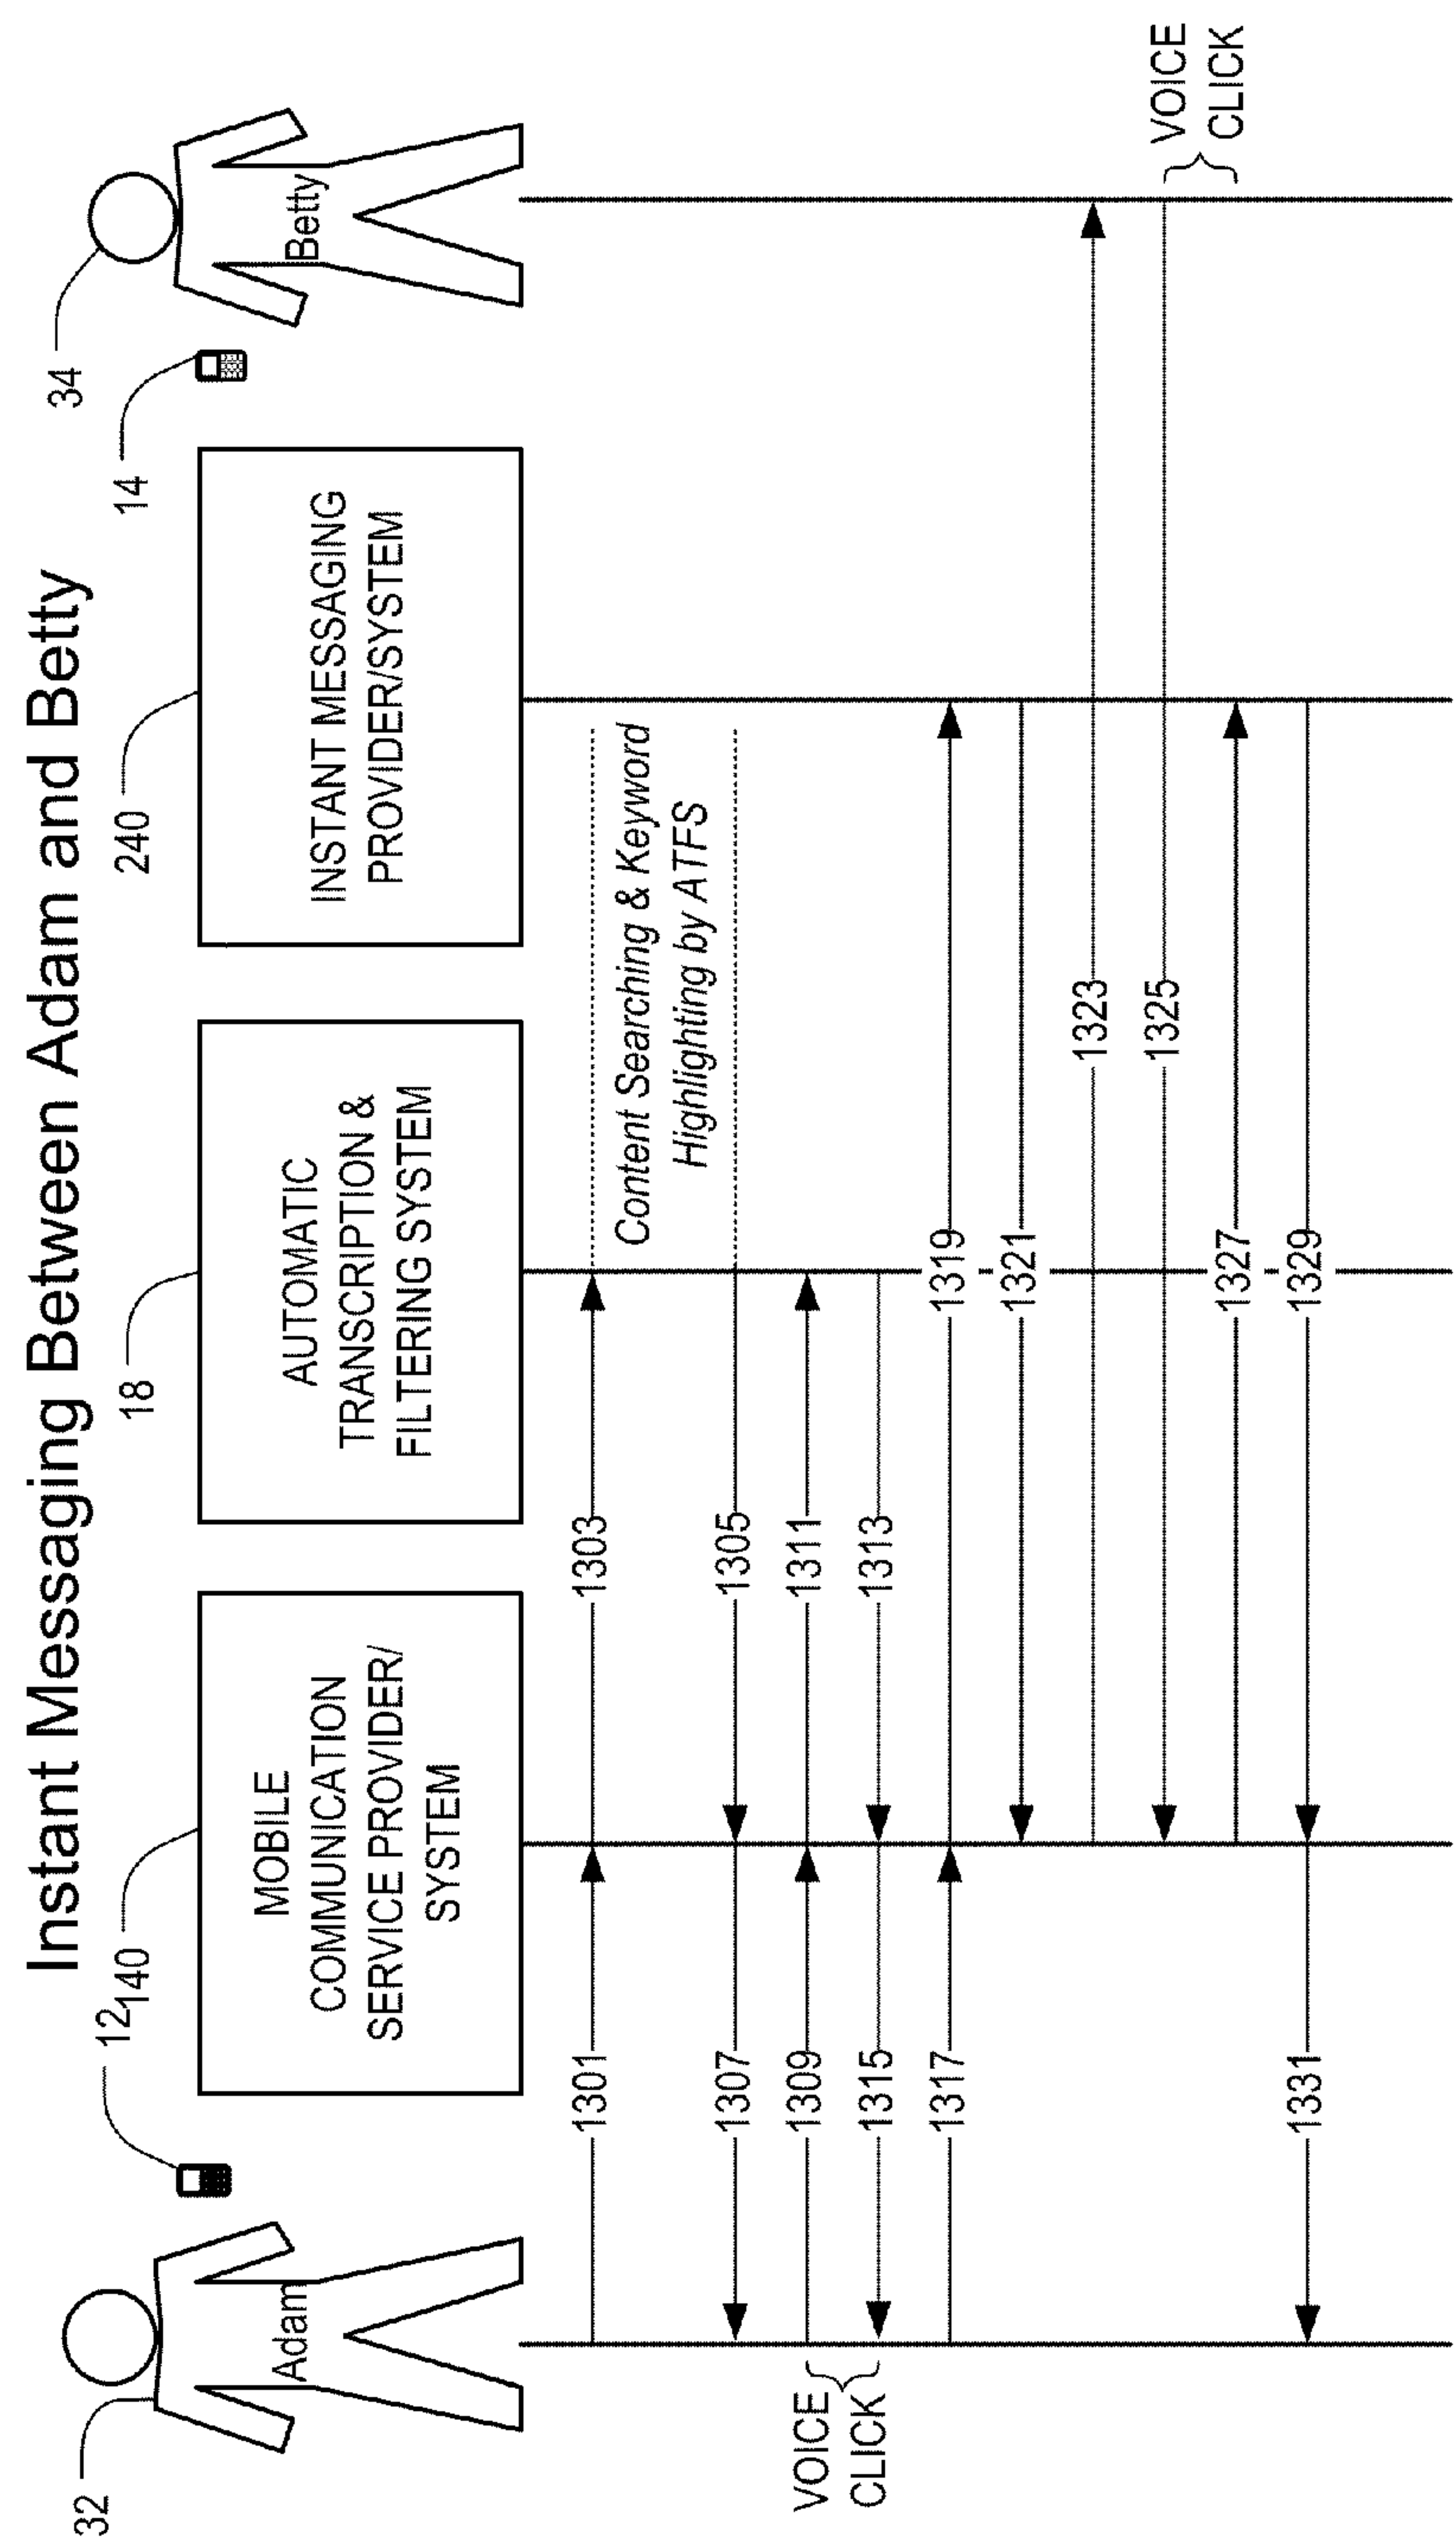 Instant Messaging Between Adam and Betty
32
Adam
12
140
MOBILE
COMMUNICATION
SERVICE PROVIDER/
SYSTEM
18
AUTOMATIC
TRANSCRIPTION &
FILTERING SYSTEM
240
INSTANT MESSAGING
PROVIDER/SYSTEM
14
34
Betty
1301
1303
Content Searching & Keyword
Highlighting by ATFS
1307
1305
VOICE
CLICK
1309
1311
1315
1313
1317
1319
1321
1323
1325
VOICE
CLICK
1327
1331
1329